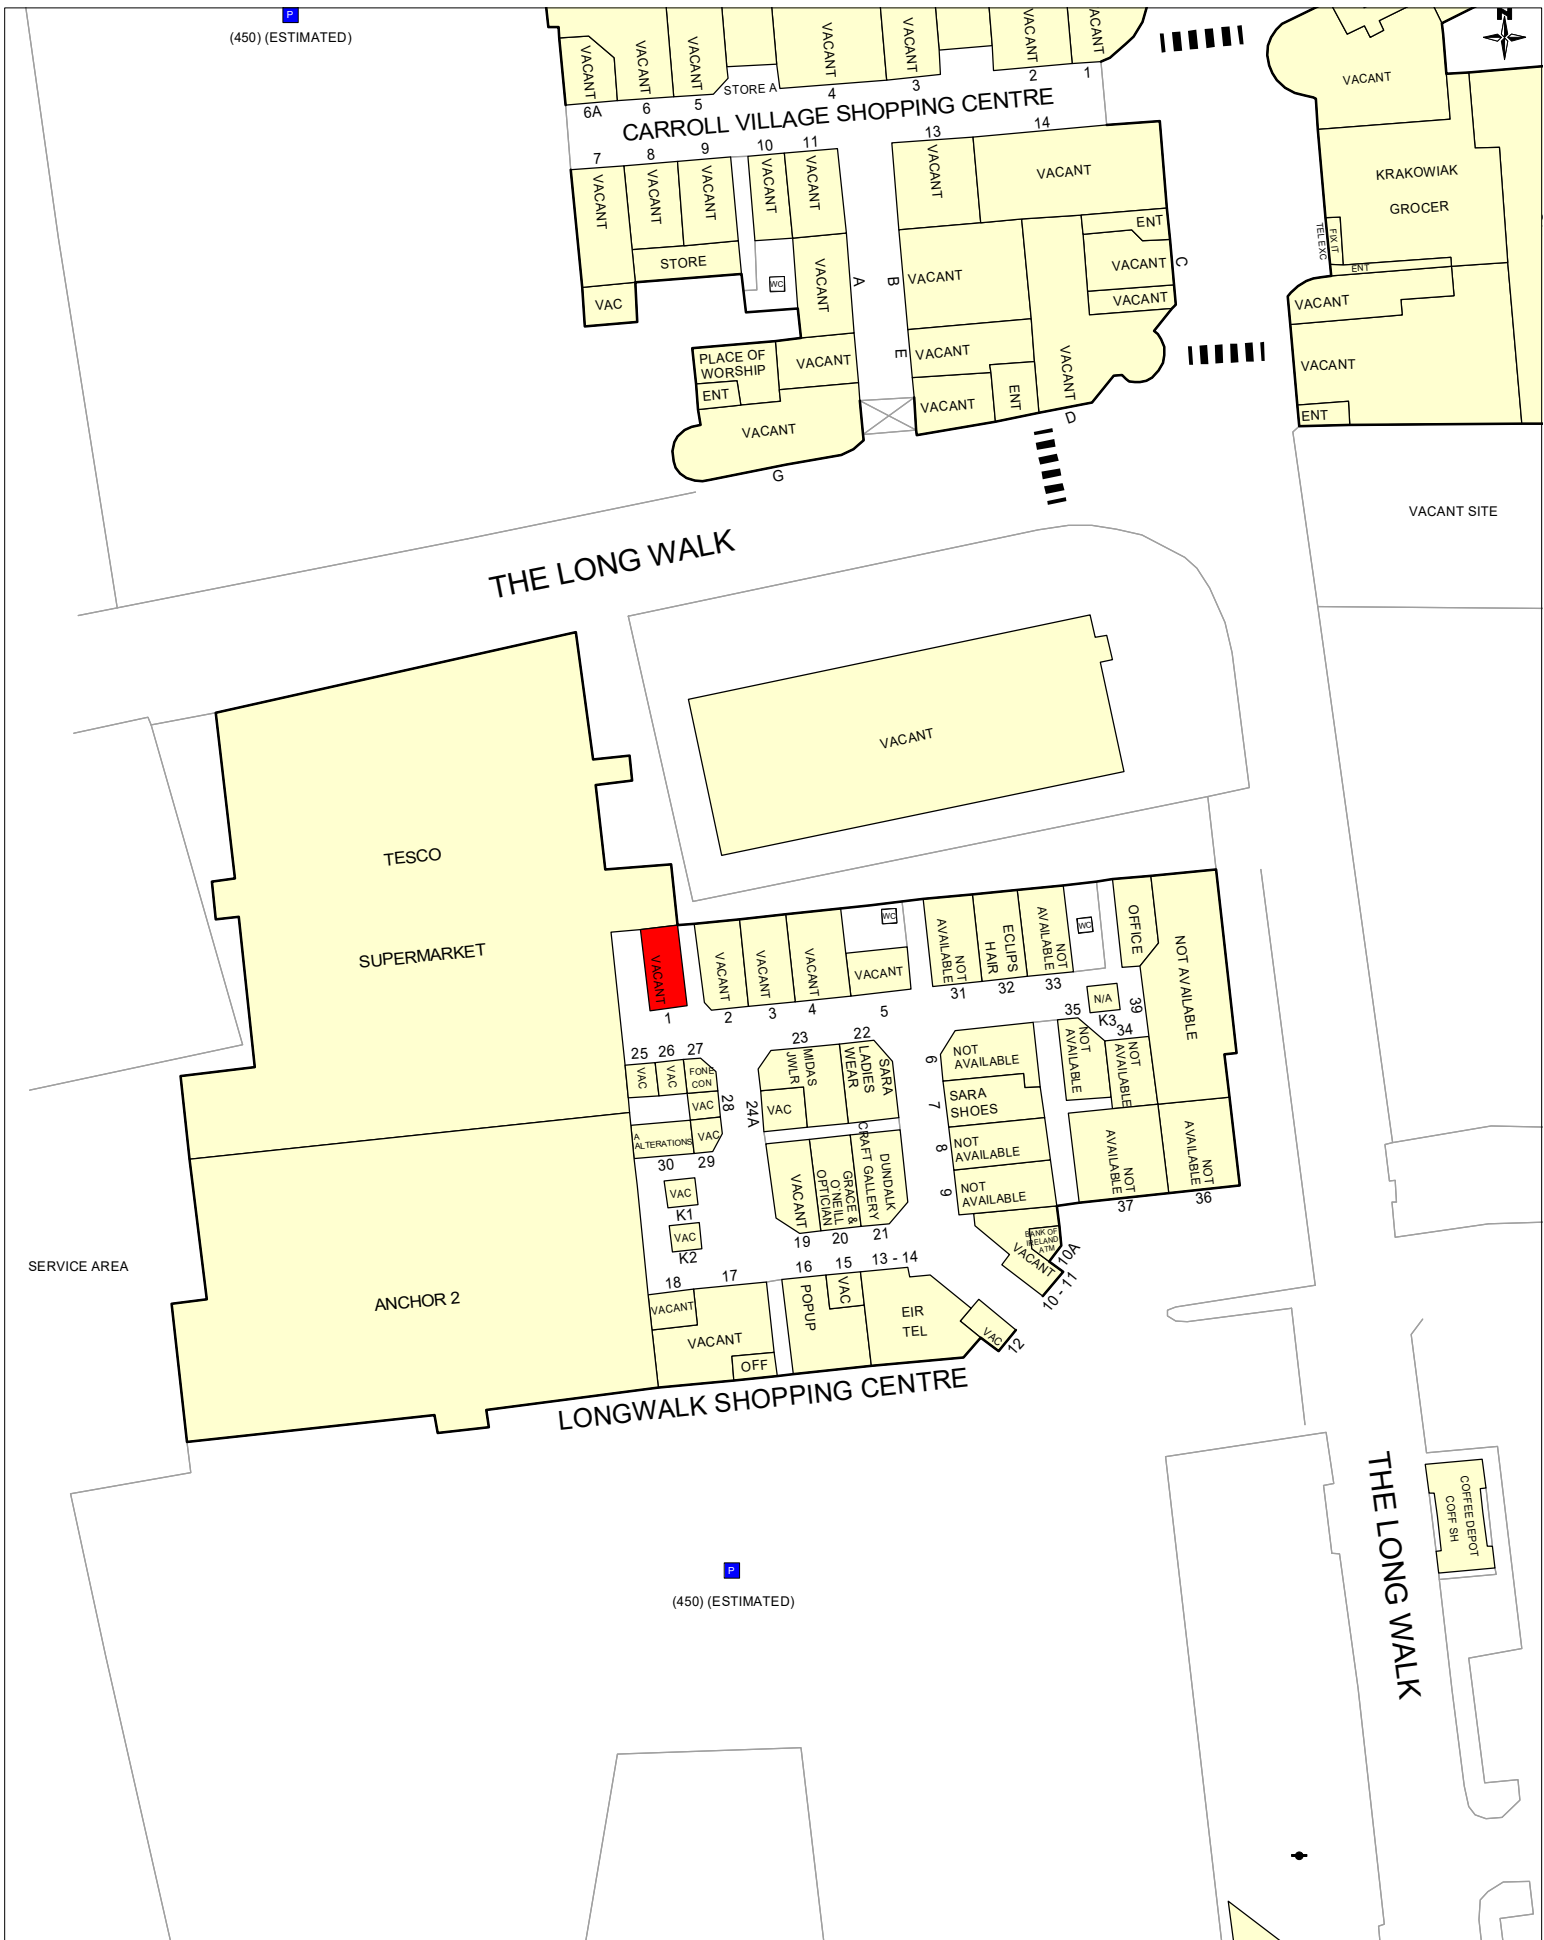 P
(450) (ESTIMATED)
N
VACANT
VACANT
VACANT
VACANT
VACANT
VACANT
VACANT
VACANT
STORE A
6A
6
5
4
3
2
1
CARROLL VILLAGE SHOPPING CENTRE
7
8
9
10
11
13
14
VACANT
VACANT
VACANT
VACANT
VACANT
VACANT
VACANT
KRAKOWIAK
GROCER
FIX IT
TEL EXC
ENT
ENT
STORE
VAC
WC
VACANT
A
B
VACANT
VACANT
VACANT
C
VACANT
VACANT
PLACE OF
WORSHIP
ENT
VACANT
VACANT
G
E
VACANT
VACANT
ENT
VACANT
D
VACANT
ENT
VACANT SITE
THE LONG WALK
VACANT
TESCO
SUPERMARKET
VACANT
1
VACANT
2
VACANT
3
VACANT
4
WC
VACANT
5
NOT
AVAILABLE
31
ECLIPS
HAIR
32
NOT
AVAILABLE
33
WC
OFFICE
NOT AVAILABLE
N/A
K3
39
35
34
NOT
AVAILABLE
NOT
AVAILABLE
25
26
27
VAC
VAC
FONE
CON
VAC
28
A
ALTERATIONS
VAC
30
29
VAC
K1
VAC
K2
23
22
MIDAS
JWLR
SARA
LADIES
WEAR
24A
VAC
VACANT
GRACE &
O'NEILL
OPTICIAN
DUNDALK
CRAFT GALLERY
19
20
21
6
NOT
AVAILABLE
7
SARA
SHOES
8
NOT
AVAILABLE
9
NOT
AVAILABLE
NOT
AVAILABLE
37
NOT
AVAILABLE
36
BANK OF
IRELAND
ATM
VACANT
10A
10 - 11
SERVICE AREA
ANCHOR 2
18
17
16
15
13 - 14
VACANT
VACANT
OFF
POPUP
VAC
EIR
TEL
VAC
12
LONGWALK SHOPPING CENTRE
THE LONG WALK
COFFEE DEPOT
COFF SH
P
(450) (ESTIMATED)